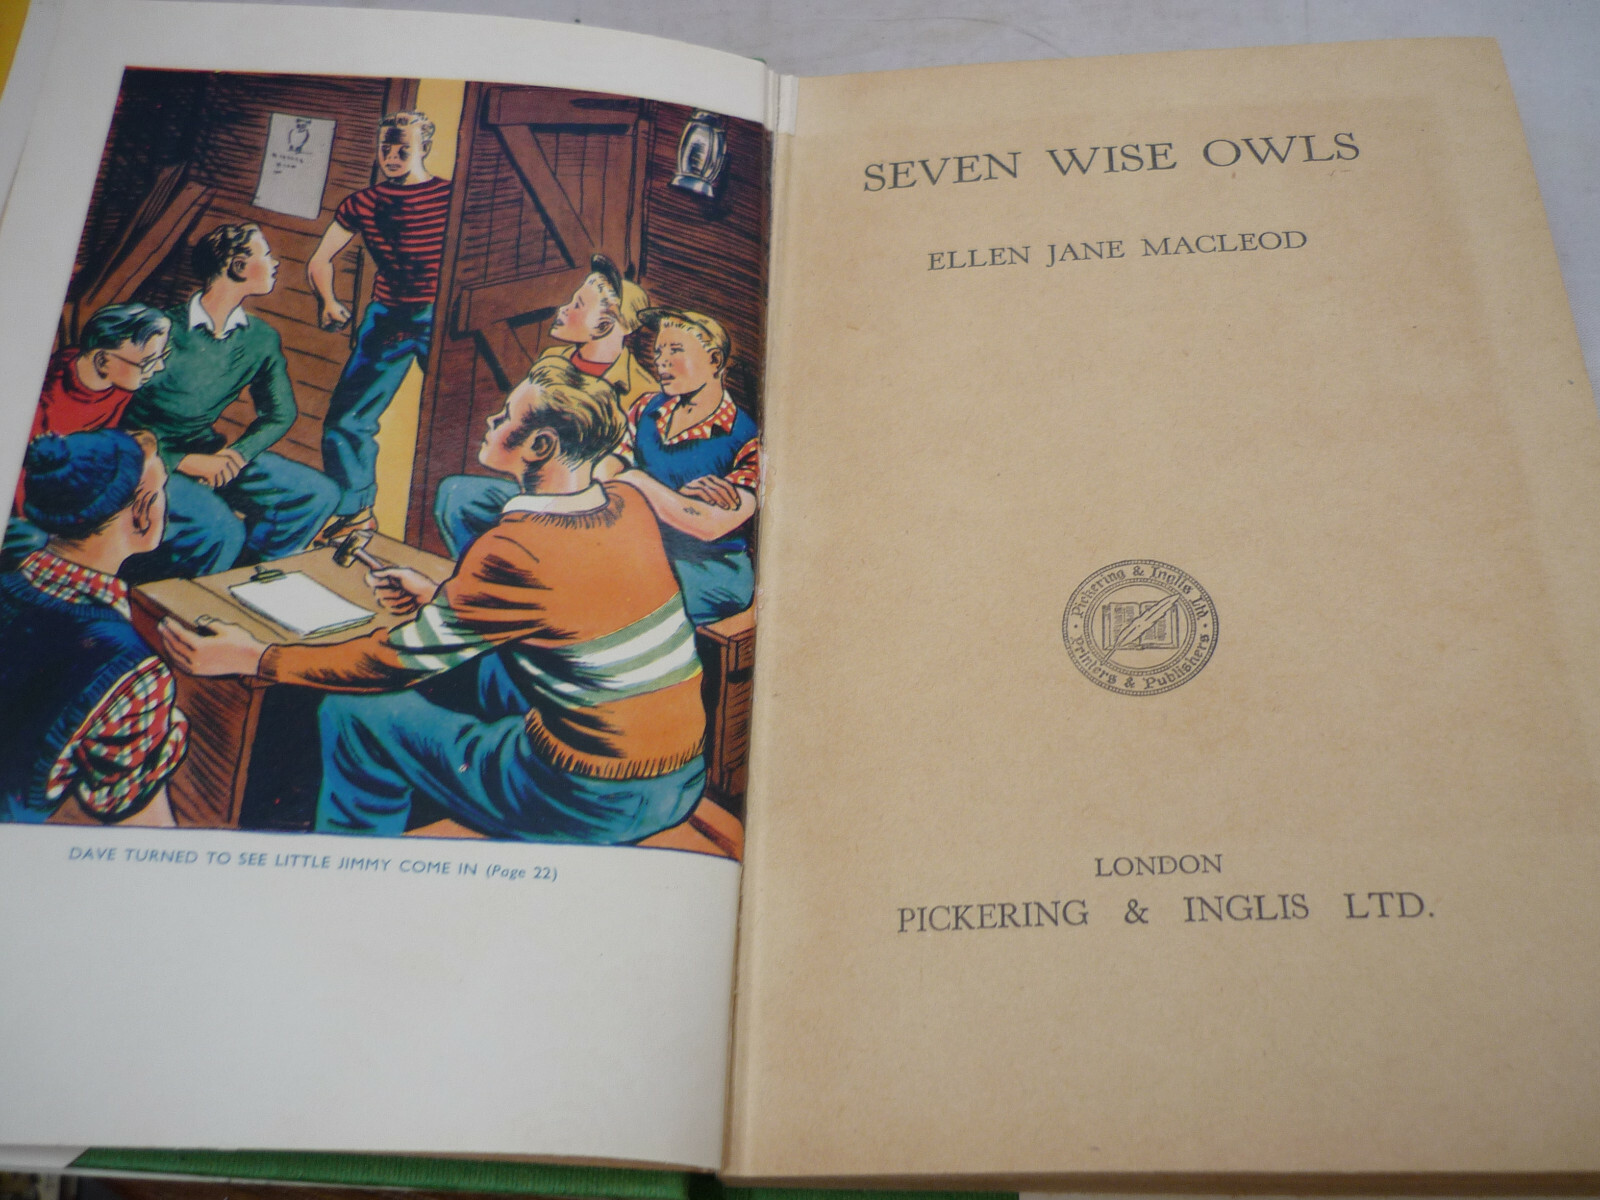 DAVE TURNED TO SEE LITTLE JIMMY COME IN (Page 22)
SEVEN WISE OWLS
ELLEN JANE MACLEOD
Pickering & Inglis Ltd.
Printers & Publishers
LONDON
PICKERING & INGLIS LTD.